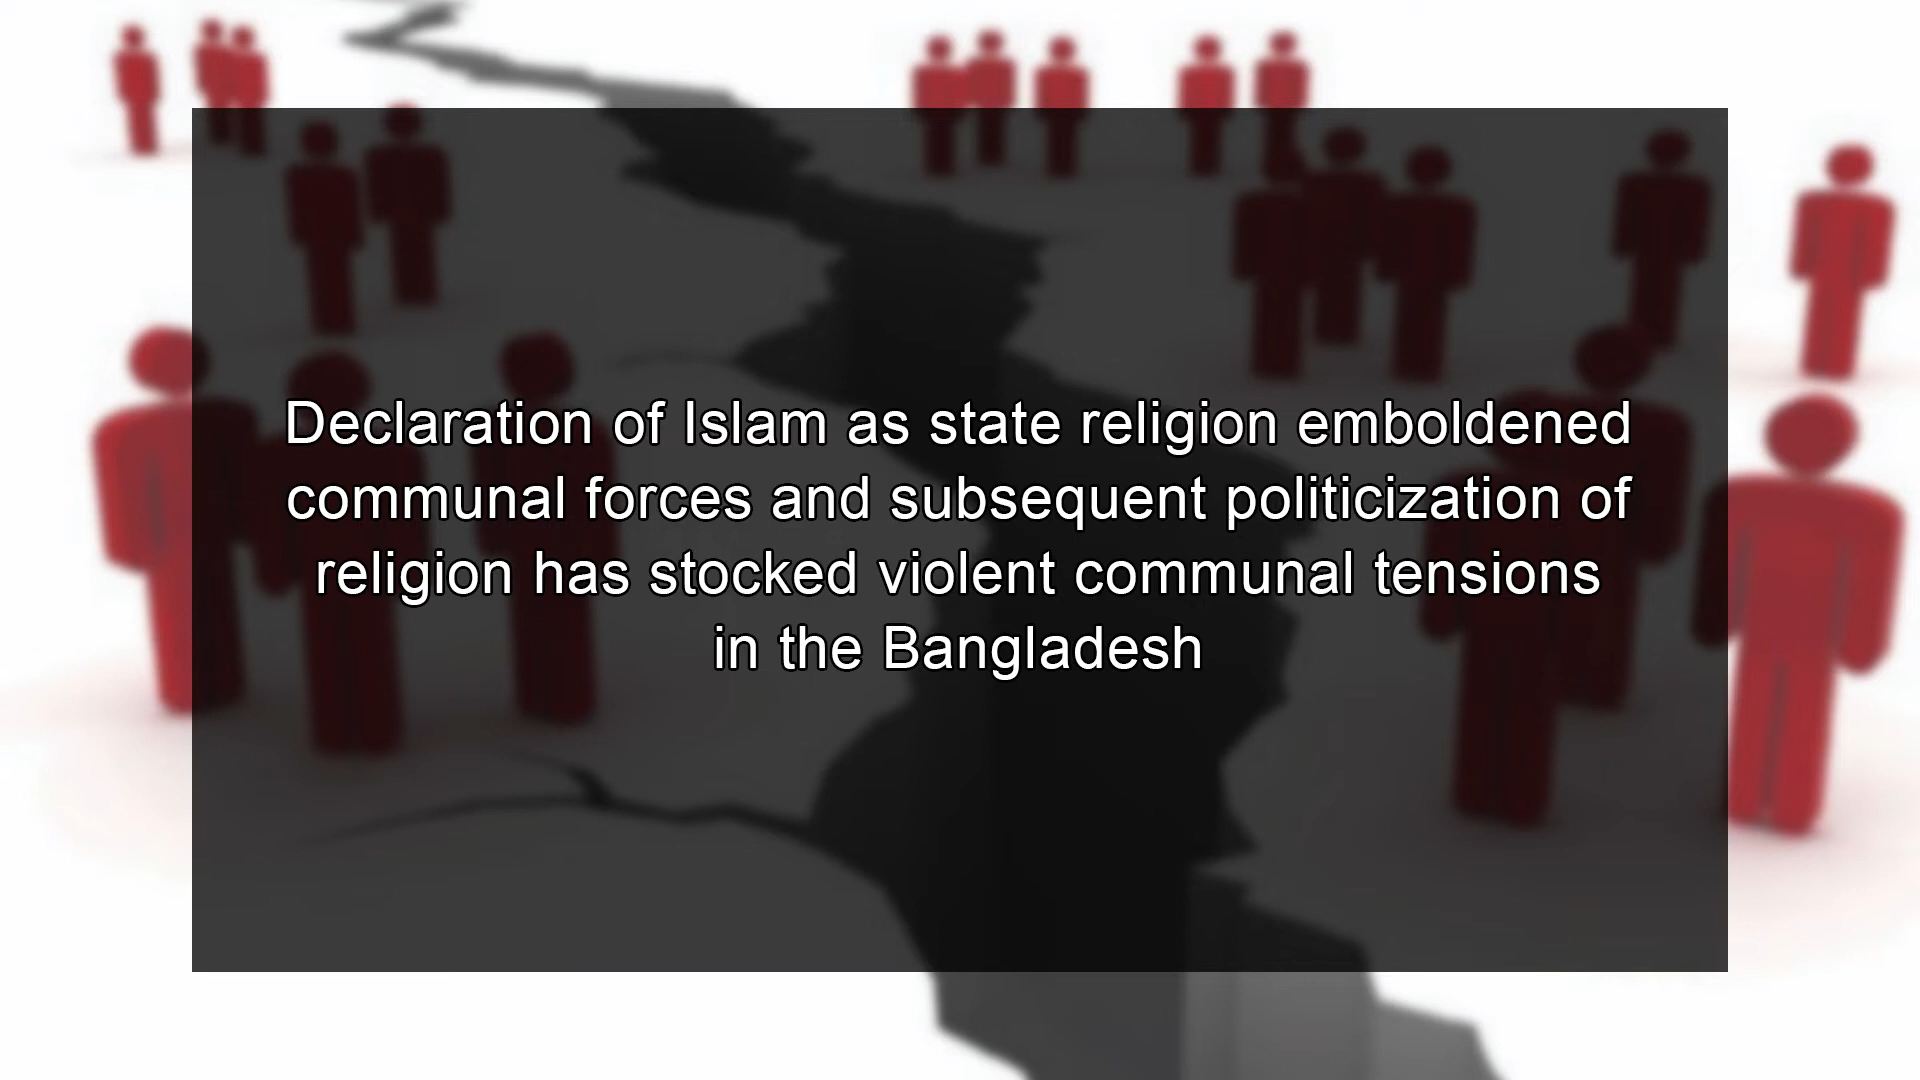 Declaration of Islam as state religion emboldened
communal forces and subsequent politicization of
religion has stocked violent communal tensions
in the Bangladesh